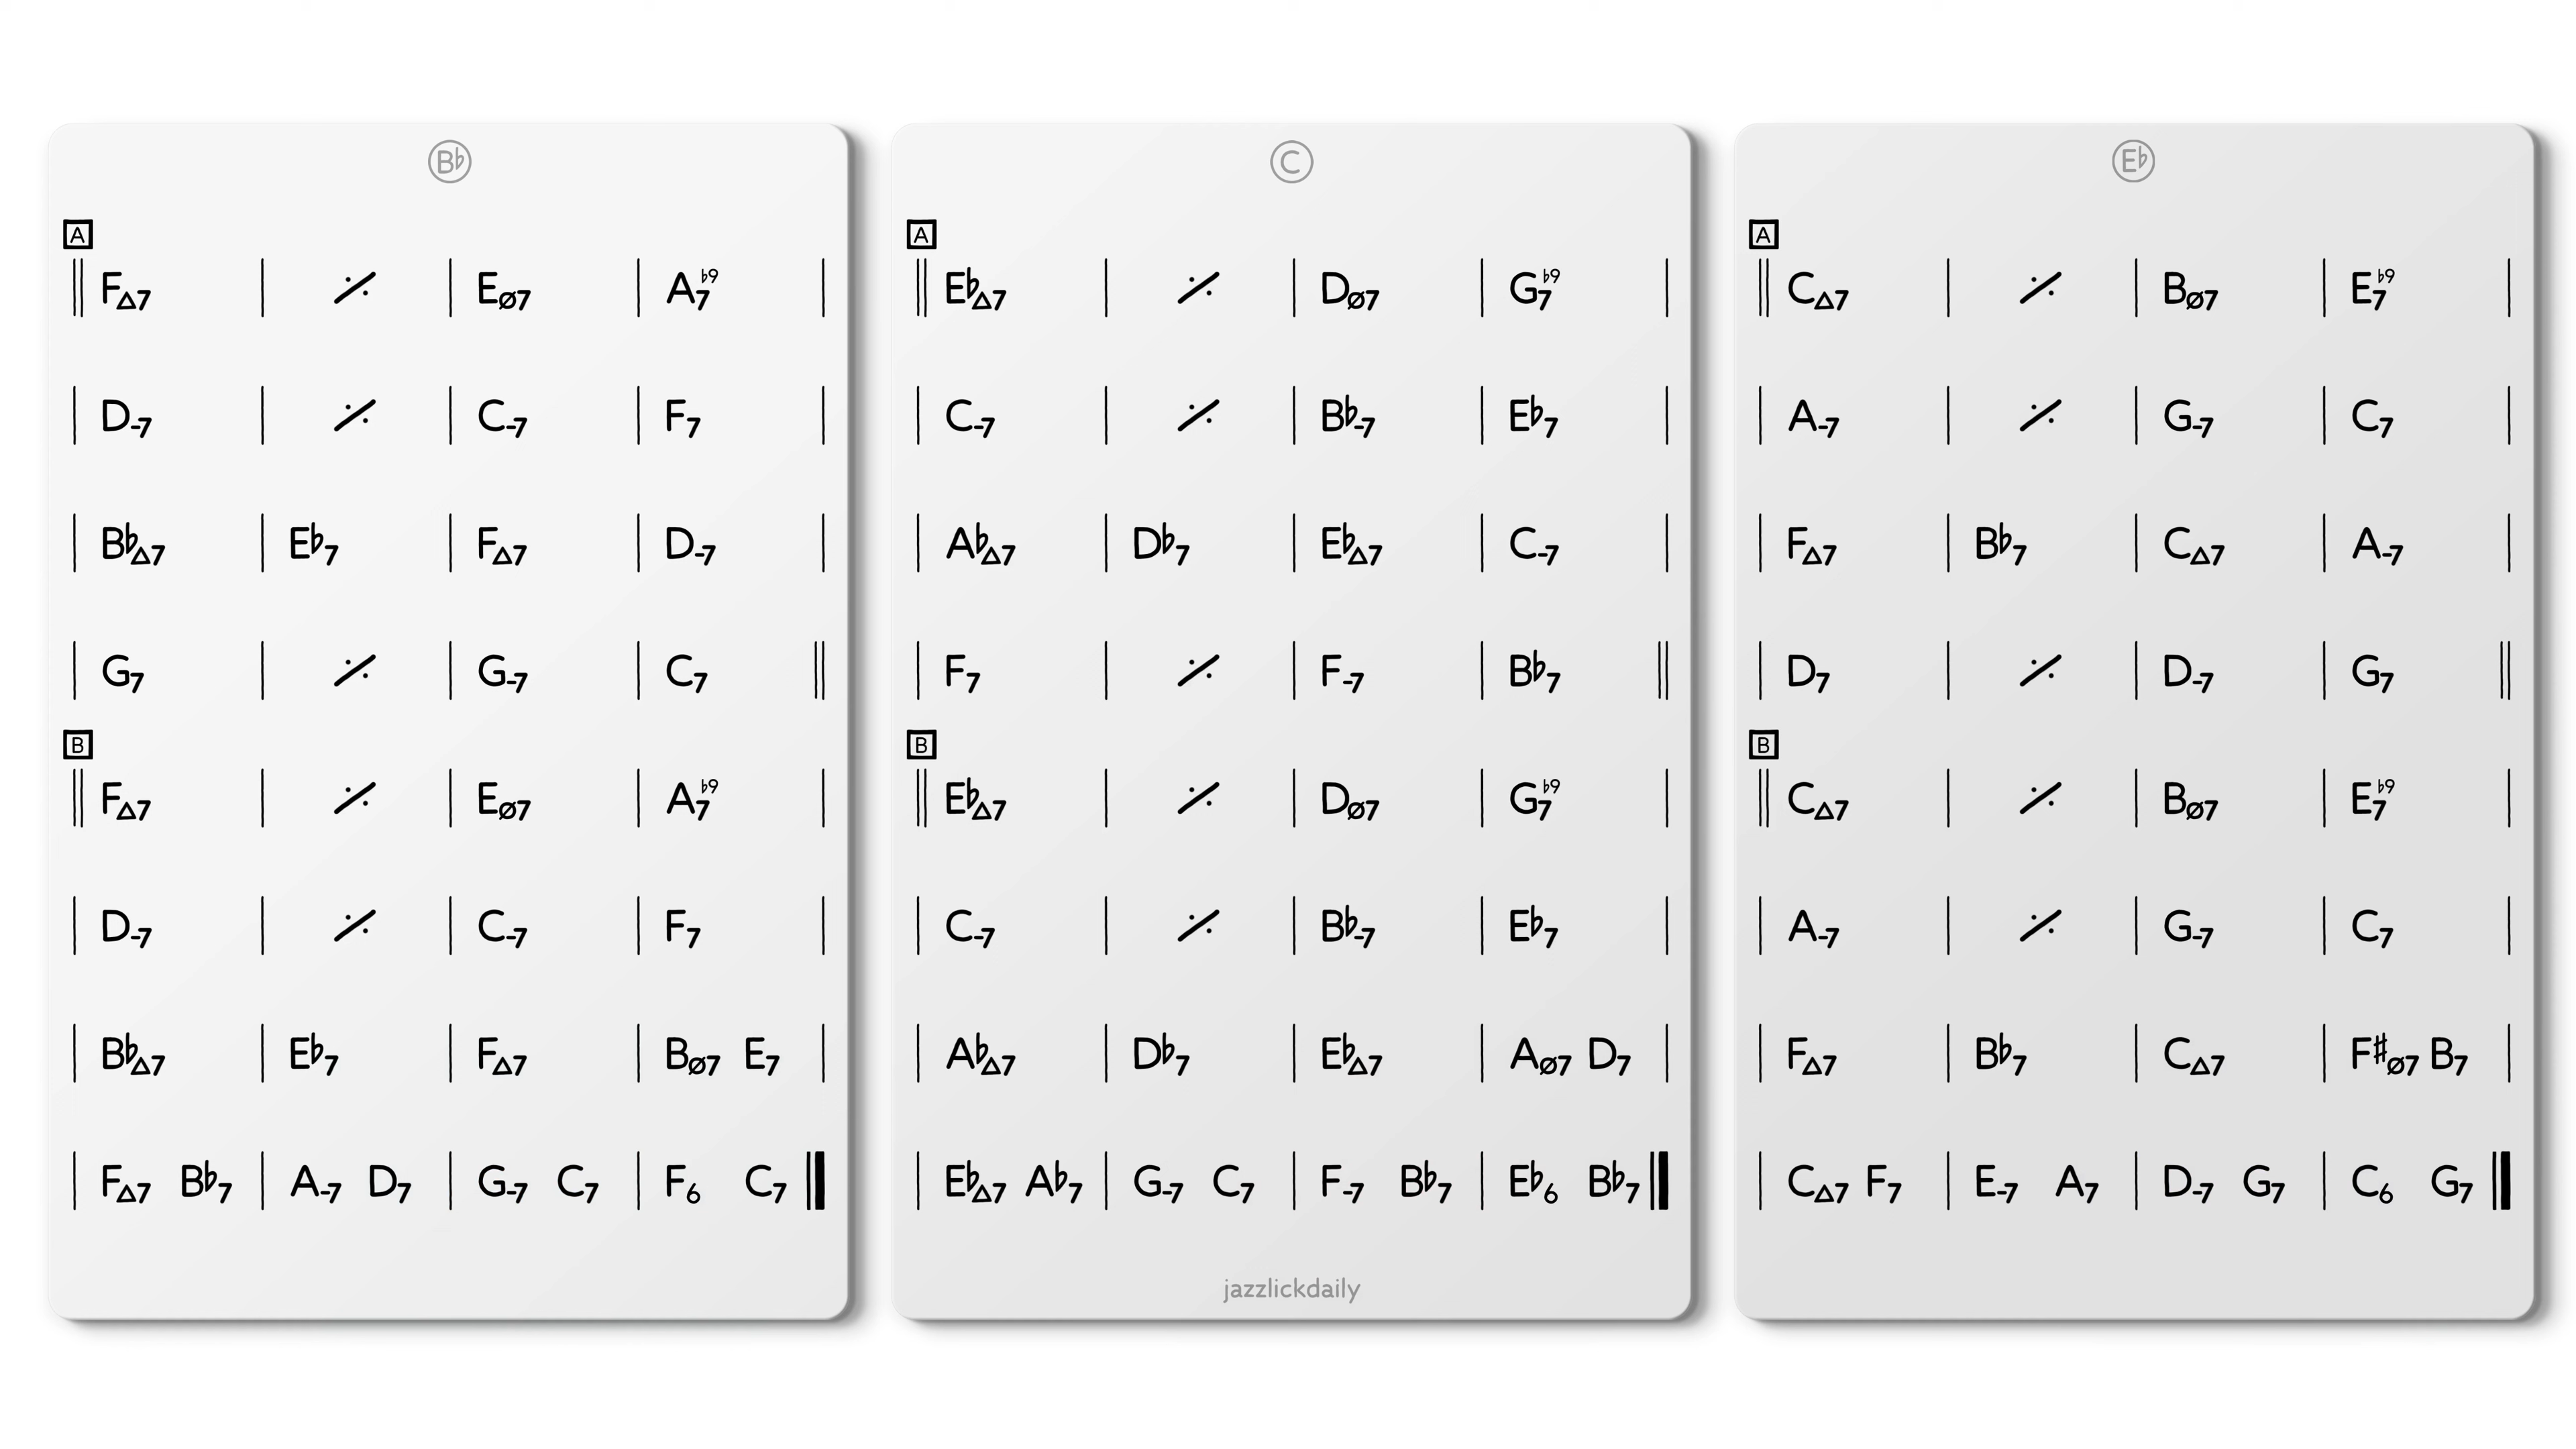 B♭
A
F△7 | 𝄎 | Eø7 | A7♭9
D-7 | 𝄎 | C-7 | F7
B♭△7 | E♭7 | F△7 | D-7
G7 | 𝄎 | G-7 | C7
B
F△7 | 𝄎 | Eø7 | A7♭9
D-7 | 𝄎 | C-7 | F7
B♭△7 | E♭7 | F△7 | Bø7 E7
F△7 B♭7 | A-7 D7 | G-7 C7 | F6 C7
C
A
E♭△7 | 𝄎 | Dø7 | G7♭9
C-7 | 𝄎 | B♭-7 | E♭7
A♭△7 | D♭7 | E♭△7 | C-7
F7 | 𝄎 | F-7 | B♭7
B
E♭△7 | 𝄎 | Dø7 | G7♭9
C-7 | 𝄎 | B♭-7 | E♭7
A♭△7 | D♭7 | E♭△7 | Aø7 D7
E♭△7 A♭7 | G-7 C7 | F-7 B♭7 | E♭6 B♭7
jazzlickdaily
E♭
A
C△7 | 𝄎 | Bø7 | E7♭9
A-7 | 𝄎 | G-7 | C7
F△7 | B♭7 | C△7 | A-7
D7 | 𝄎 | D-7 | G7
B
C△7 | 𝄎 | Bø7 | E7♭9
A-7 | 𝄎 | G-7 | C7
F△7 | B♭7 | C△7 | F♯ø7 B7
C△7 F7 | E-7 A7 | D-7 G7 | C6 G7